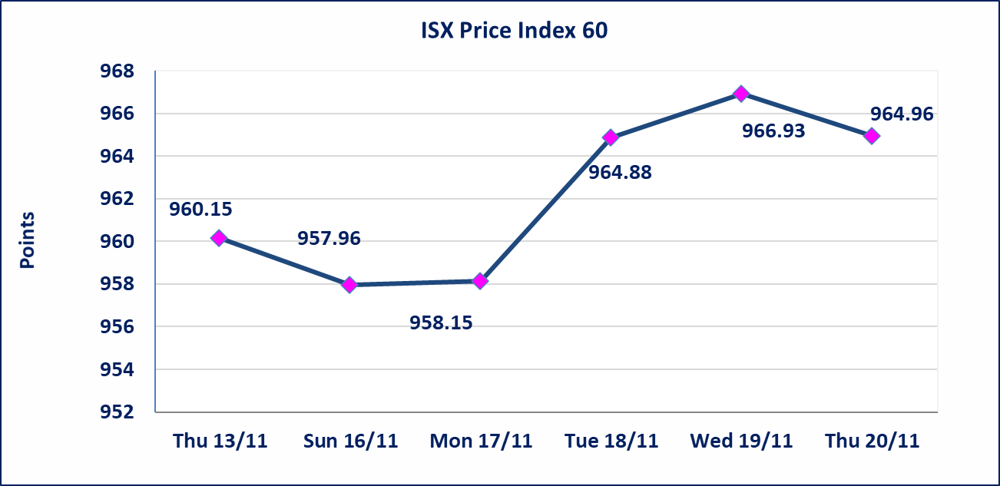 ISX Price Index 60
Points
968
966
964
962
960
958
956
954
952
960.15
957.96
958.15
964.88
966.93
964.96
Thu 13/11
Sun 16/11
Mon 17/11
Tue 18/11
Wed 19/11
Thu 20/11